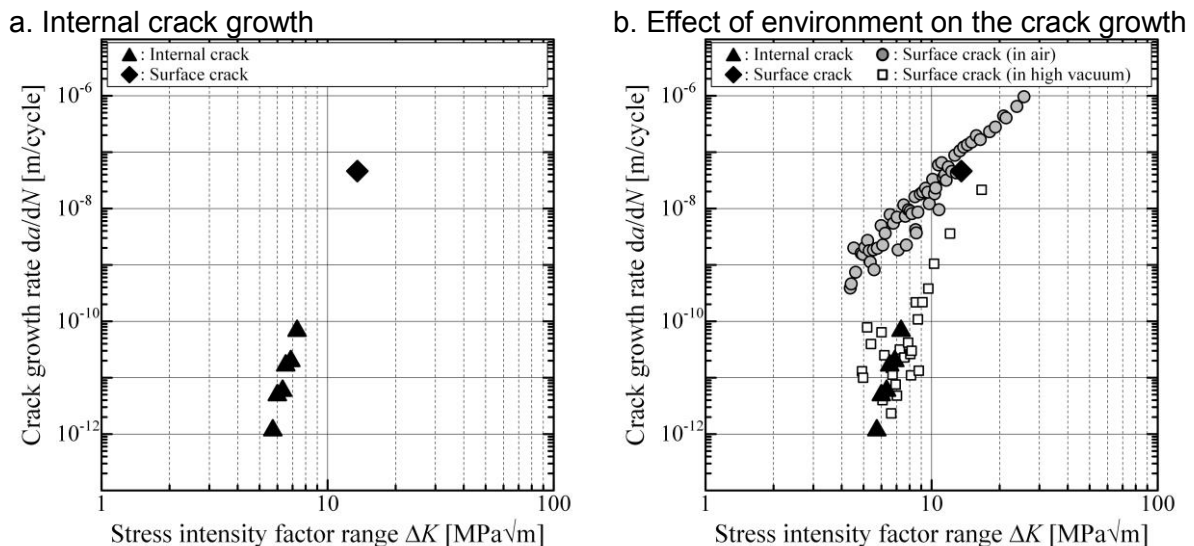 a. Internal crack growth
▲: Internal crack
◆: Surface crack
Crack growth rate da/dN [m/cycle]
10⁻⁶
10⁻⁸
10⁻¹⁰
10⁻¹²
1 10 100
Stress intensity factor range ΔK [MPa√m]
b. Effect of environment on the crack growth
▲: Internal crack ●: Surface crack (in air)
◆: Surface crack □: Surface crack (in high vacuum)
Crack growth rate da/dN [m/cycle]
10⁻⁶
10⁻⁸
10⁻¹⁰
10⁻¹²
1 10 100
Stress intensity factor range ΔK [MPa√m]